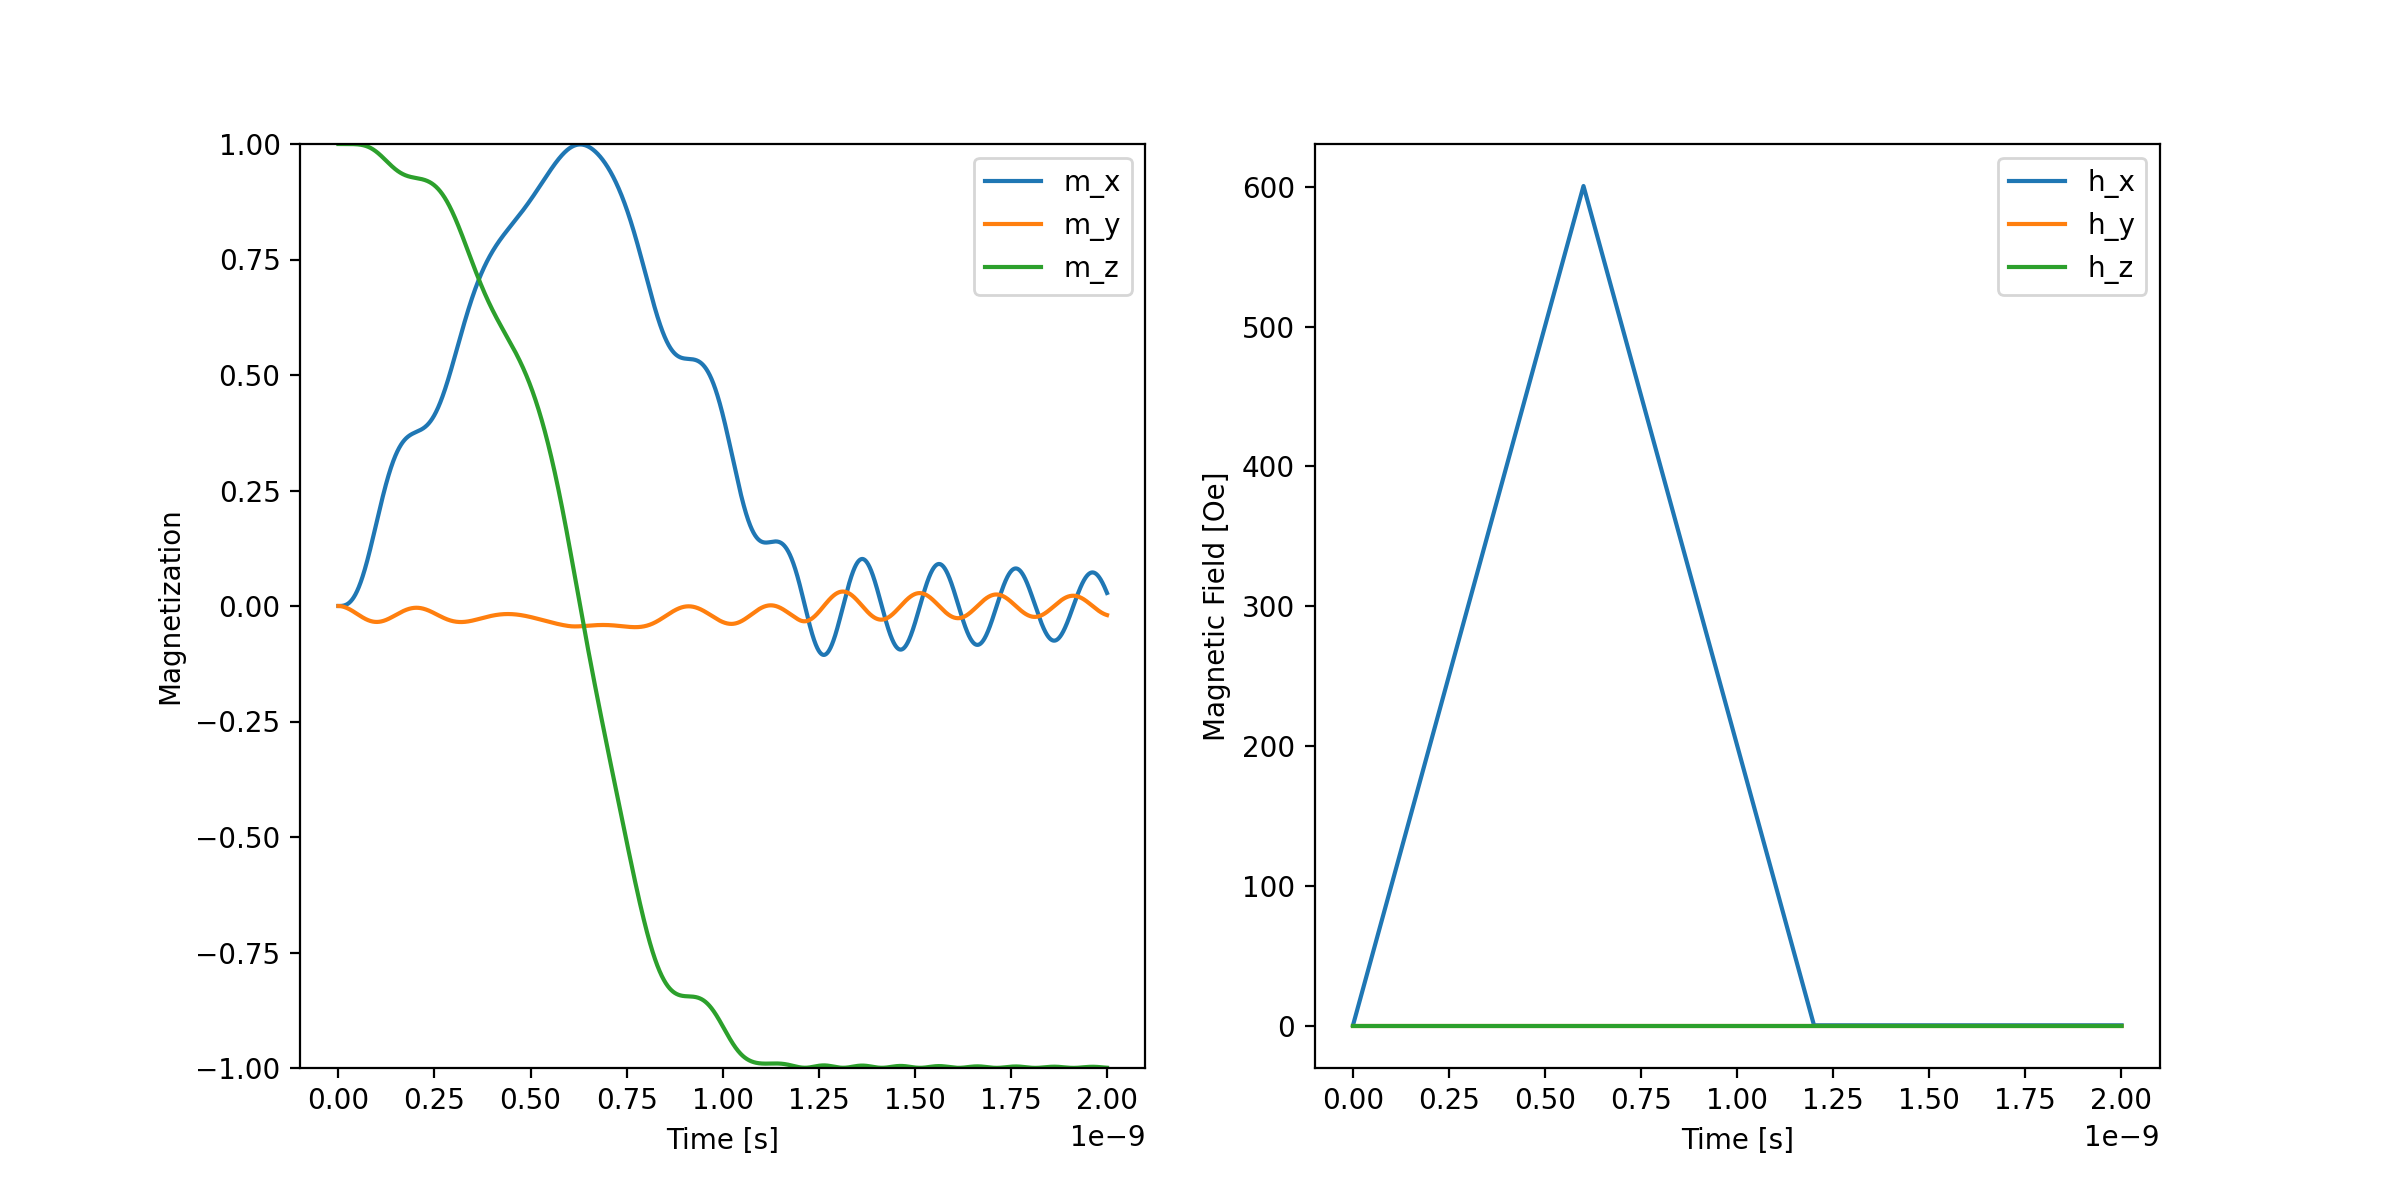 Magnetization
1.00
0.75
0.50
0.25
0.00
−0.25
−0.50
−0.75
−1.00
m_x
m_y
m_z
0.00 0.25 0.50 0.75 1.00 1.25 1.50 1.75 2.00
Time [s]
1e−9
Magnetic Field [Oe]
600
500
400
300
200
100
0
h_x
h_y
h_z
0.00 0.25 0.50 0.75 1.00 1.25 1.50 1.75 2.00
Time [s]
1e−9